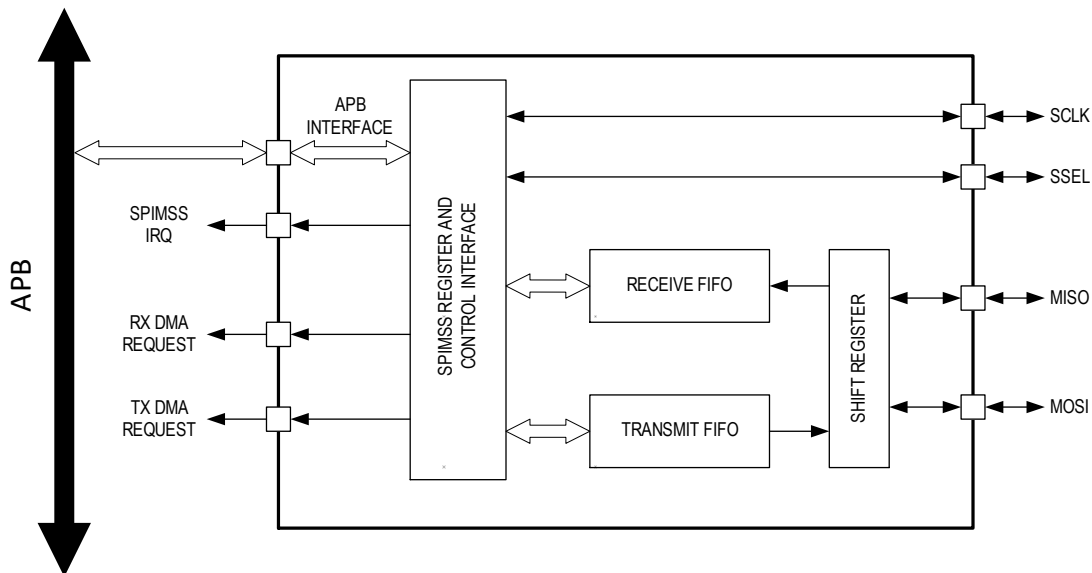 APB
APB
INTERFACE
SPIMSS
IRQ
RX DMA
REQUEST
TX DMA
REQUEST
SPIMSS REGISTER AND
CONTROL INTERFACE
RECEIVE FIFO
TRANSMIT FIFO
SHIFT REGISTER
SCLK
SSEL
MISO
MOSI